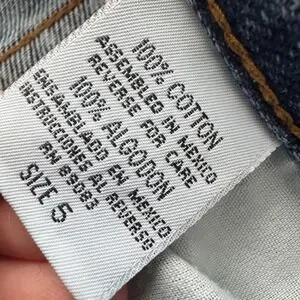 100% COTTON
ASSEMBLED IN MEXICO
REVERSE FOR CARE
100% ALGODON
ENSAMBLADO EN MEXICO
INSTRUCCIONES AL REVERSO
RN 83083
SIZE 5